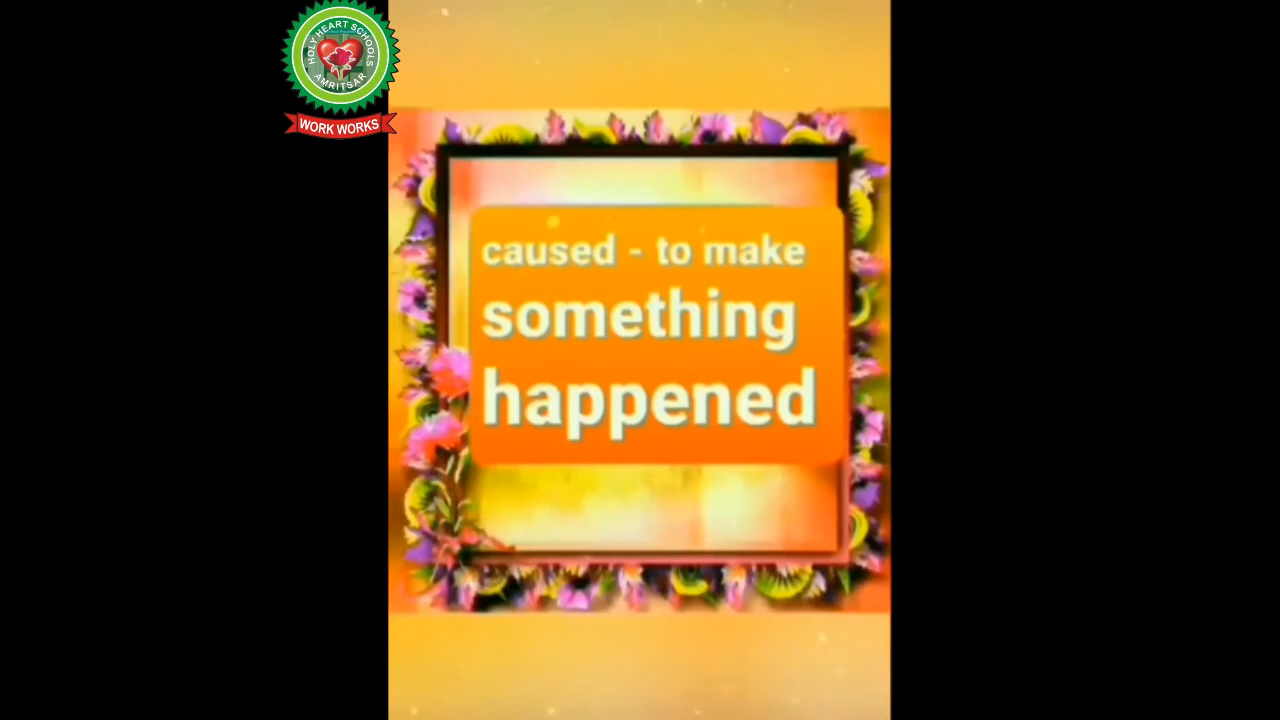 HOLY HEART SCHOOLS
AMRITSAR
WORK WORKS
caused - to make
something
happened